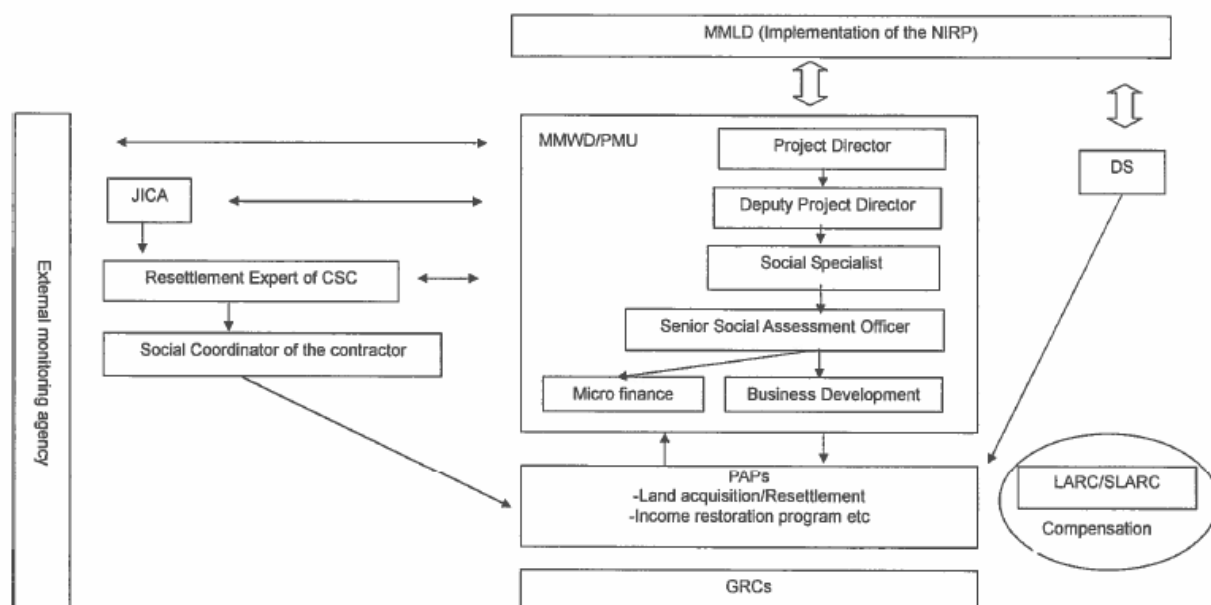 MMLD (Implementation of the NIRP)
MMWD/PMU
Project Director
DS
JICA
Deputy Project Director
External monitoring agency
Resettlement Expert of CSC
Social Specialist
Social Coordinator of the contractor
Senior Social Assessment Officer
Micro finance
Business Development
PAPs
-Land acquisition/Resettlement
-Income restoration program etc
LARC/SLARC
Compensation
GRCs